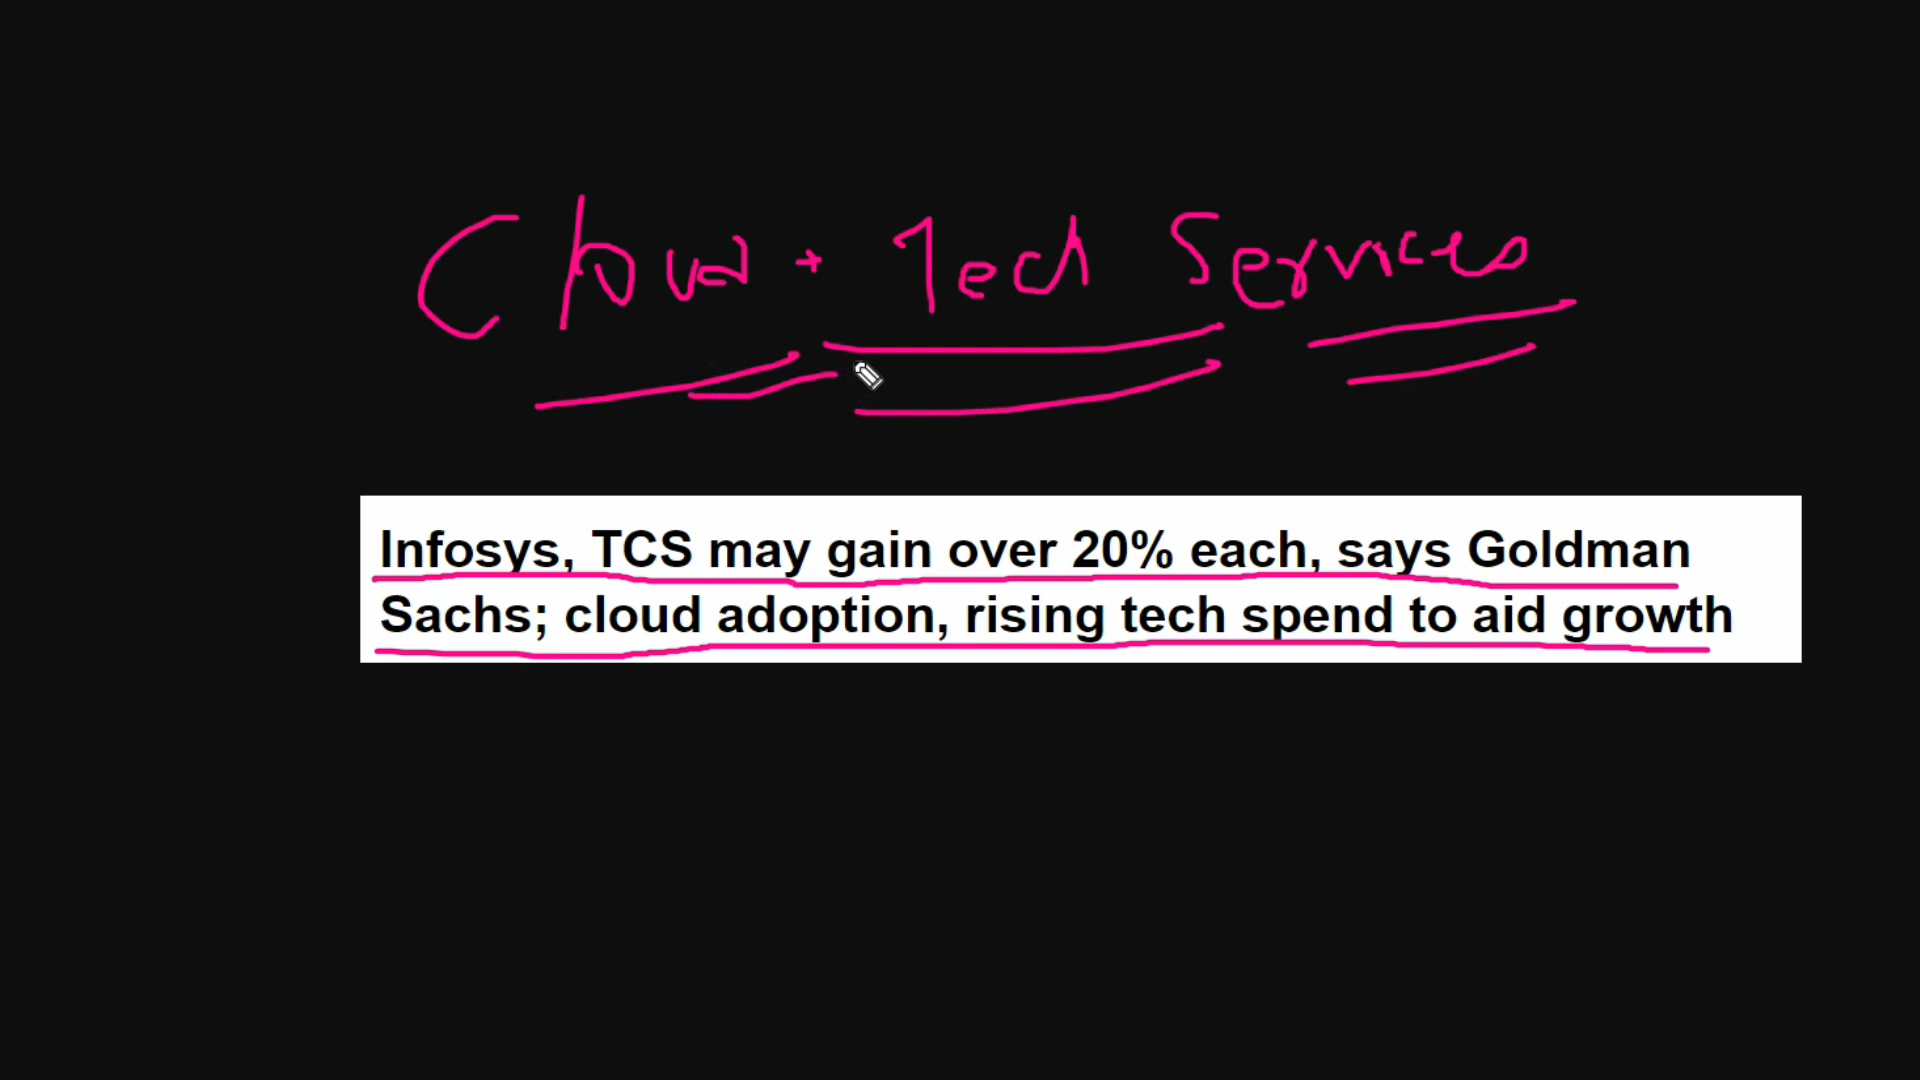 Cloud + Tech Services
Infosys, TCS may gain over 20% each, says Goldman
Sachs; cloud adoption, rising tech spend to aid growth